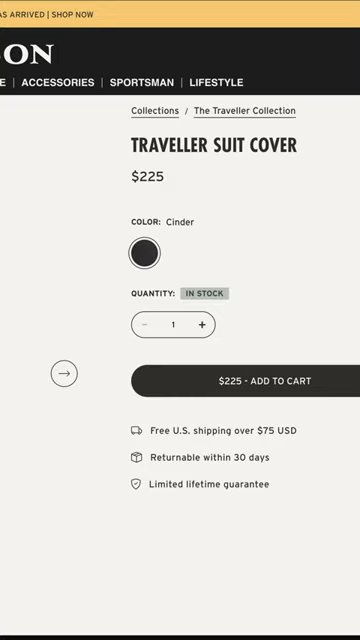 AS ARRIVED | SHOP NOW
ON
E | ACCESSORIES | SPORTSMAN | LIFESTYLE
Collections / The Traveller Collection
TRAVELLER SUIT COVER
$225
COLOR: Cinder
QUANTITY: IN STOCK
− 1 +
$225 - ADD TO CART
Free U.S. shipping over $75 USD
Returnable within 30 days
Limited lifetime guarantee